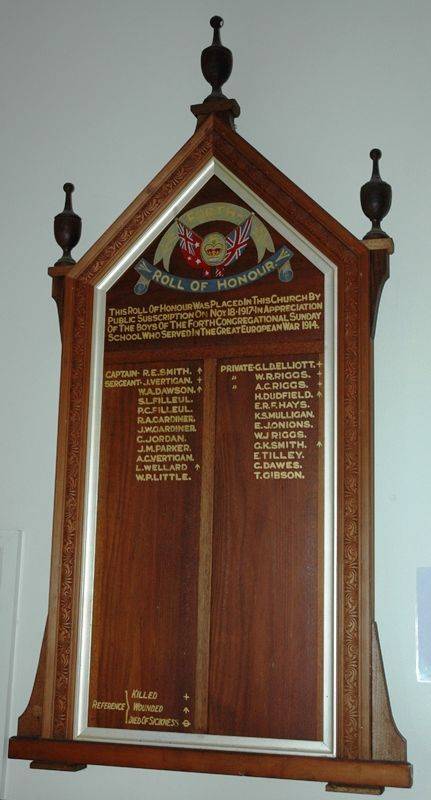 FORTH
ROLL OF HONOUR.
THIS ROLL OF HONOUR WAS PLACED IN THIS CHURCH BY
PUBLIC SUBSCRIPTION ON NOV 18-1917-IN APPRECIATION
OF THE BOYS OF THE FORTH CONGREGATIONAL SUNDAY
SCHOOL WHO SERVED IN THE GREAT EUROPEAN WAR 1914.
CAPTAIN- R.E.SMITH. ↑
SERGEANT- J.VERTIGAN. +
W.A.DAWSON. ↑
S.L.FILLEUL.
P.C.FILLEUL.
R.A.GARDINER.
J.W.GARDINER.
C.JORDAN.
J.M.PARKER.
A.C.VERTIGAN.
L.WELLARD ↑
W.P.LITTLE.
PRIVATE-G.L.D.ELLIOTT. +
„ W.R.RIGGS. +
„ A.C.RIGGS. +
H.DUDFIELD. ↑
E.R.F.HAYS.
K.S.MULLIGAN.
E.J.ONIONS.
W.J.RIGGS.
G.K.SMITH. ↑
E.TILLEY.
C.DAWES.
T.GIBSON.
REFERENCE
KILLED +
WOUNDED ↑
DIED OF SICKNESS